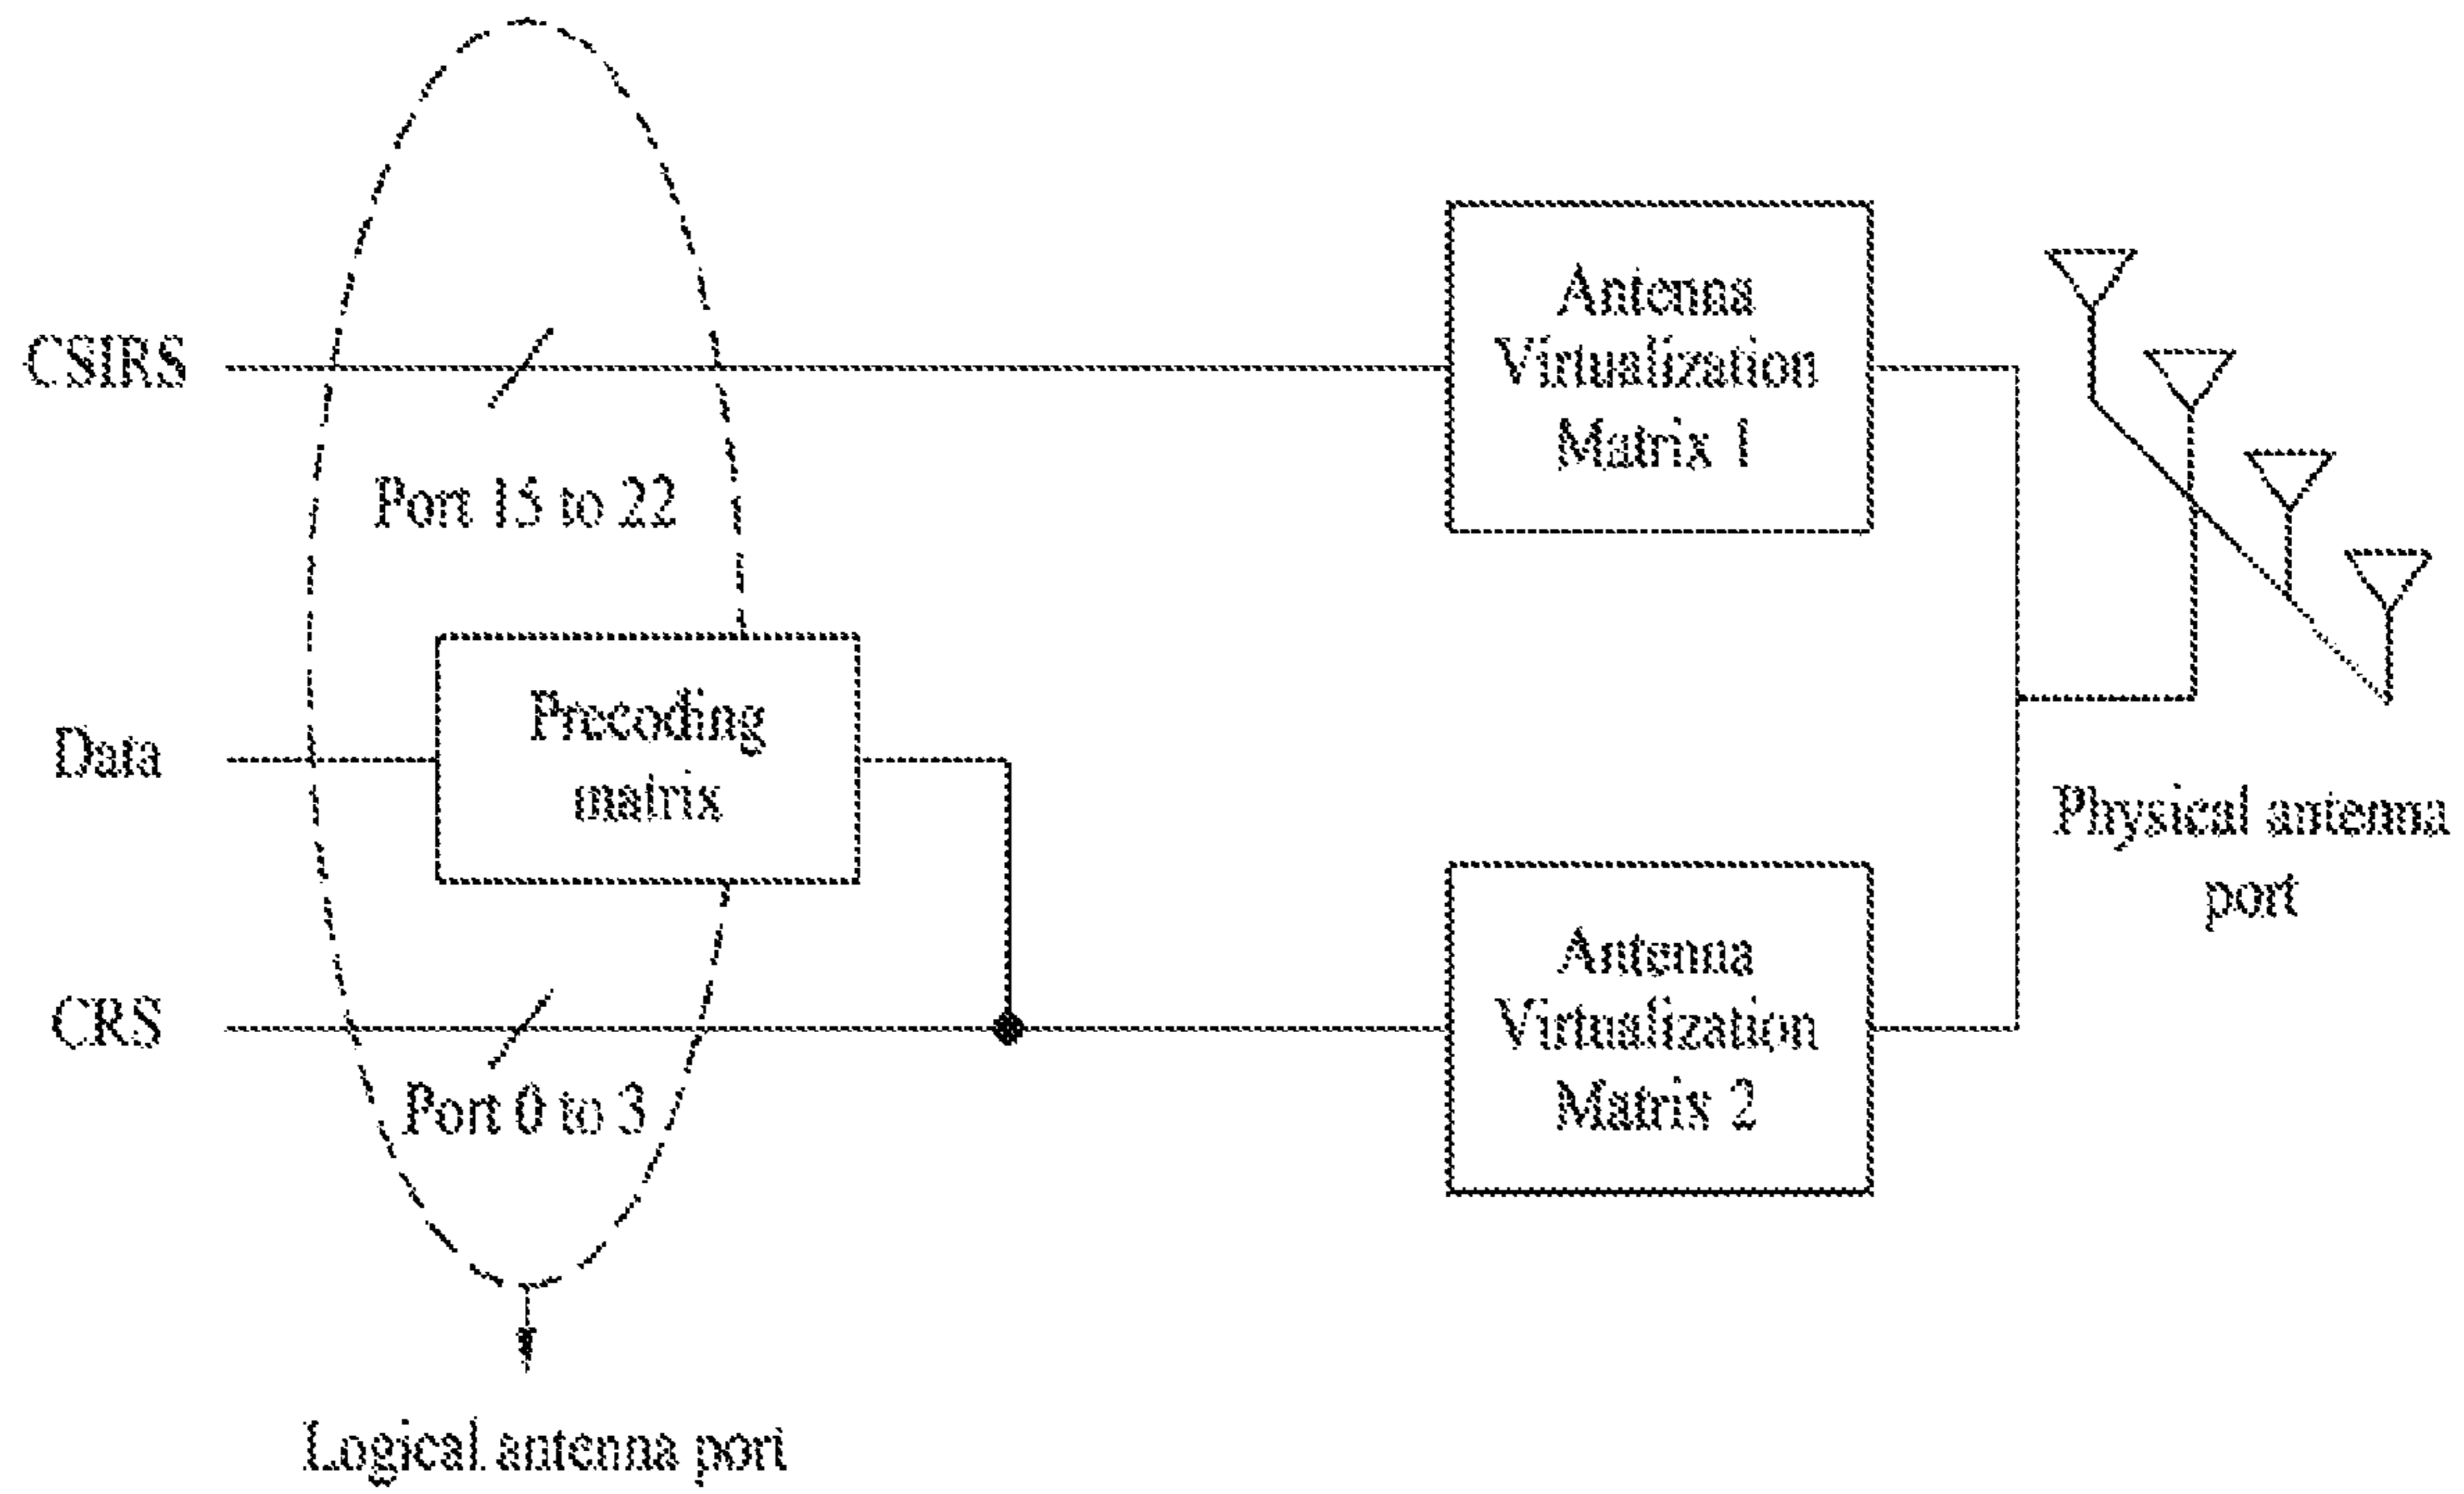 CSIRS
Port 15 to 22
Antenna
Virtualization
Matrix 1
Data
Precoding
matrix
Physical antenna
port
CRS
Port 0 to 3
Antenna
Virtualization
Matris 2
Logical antenna port